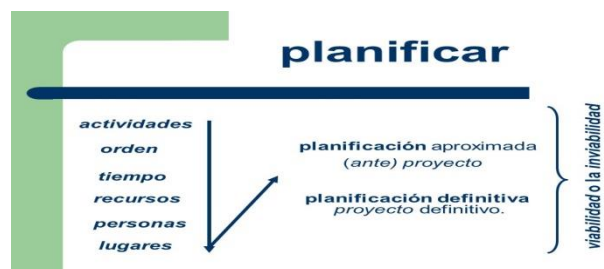 planificar
actividades
orden
tiempo
recursos
personas
lugares
planificación aproximada
(ante) proyecto
planificación definitiva
proyecto definitivo.
viabilidad o la inviabilidad